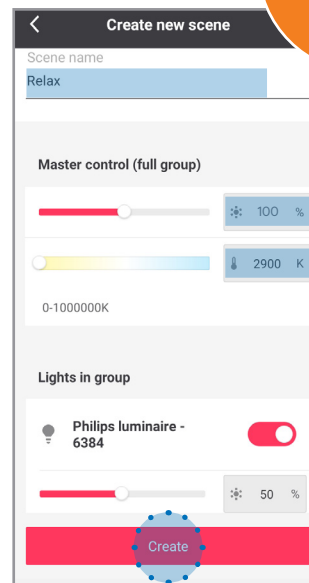 Create new scene
Scene name
Relax
Master control (full group)
100 %
2900 K
0-1000000K
Lights in group
Philips luminaire -
6384
50 %
Create